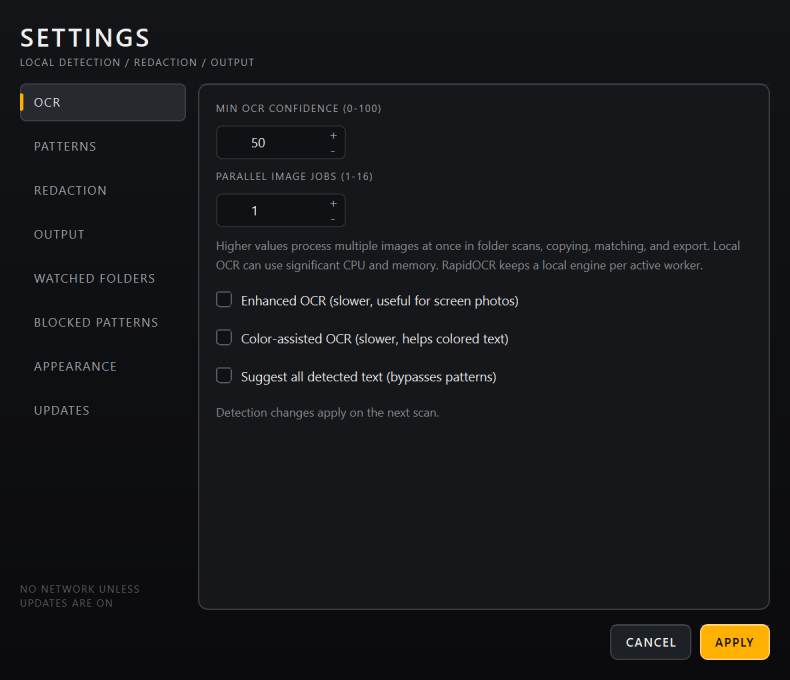 SETTINGS
LOCAL DETECTION / REDACTION / OUTPUT
OCR
PATTERNS
REDACTION
OUTPUT
WATCHED FOLDERS
BLOCKED PATTERNS
APPEARANCE
UPDATES
NO NETWORK UNLESS
UPDATES ARE ON
MIN OCR CONFIDENCE (0-100)
50
+
-
PARALLEL IMAGE JOBS (1-16)
1
+
-
Higher values process multiple images at once in folder scans, copying, matching, and export. Local
OCR can use significant CPU and memory. RapidOCR keeps a local engine per active worker.
Enhanced OCR (slower, useful for screen photos)
Color-assisted OCR (slower, helps colored text)
Suggest all detected text (bypasses patterns)
Detection changes apply on the next scan.
CANCEL
APPLY